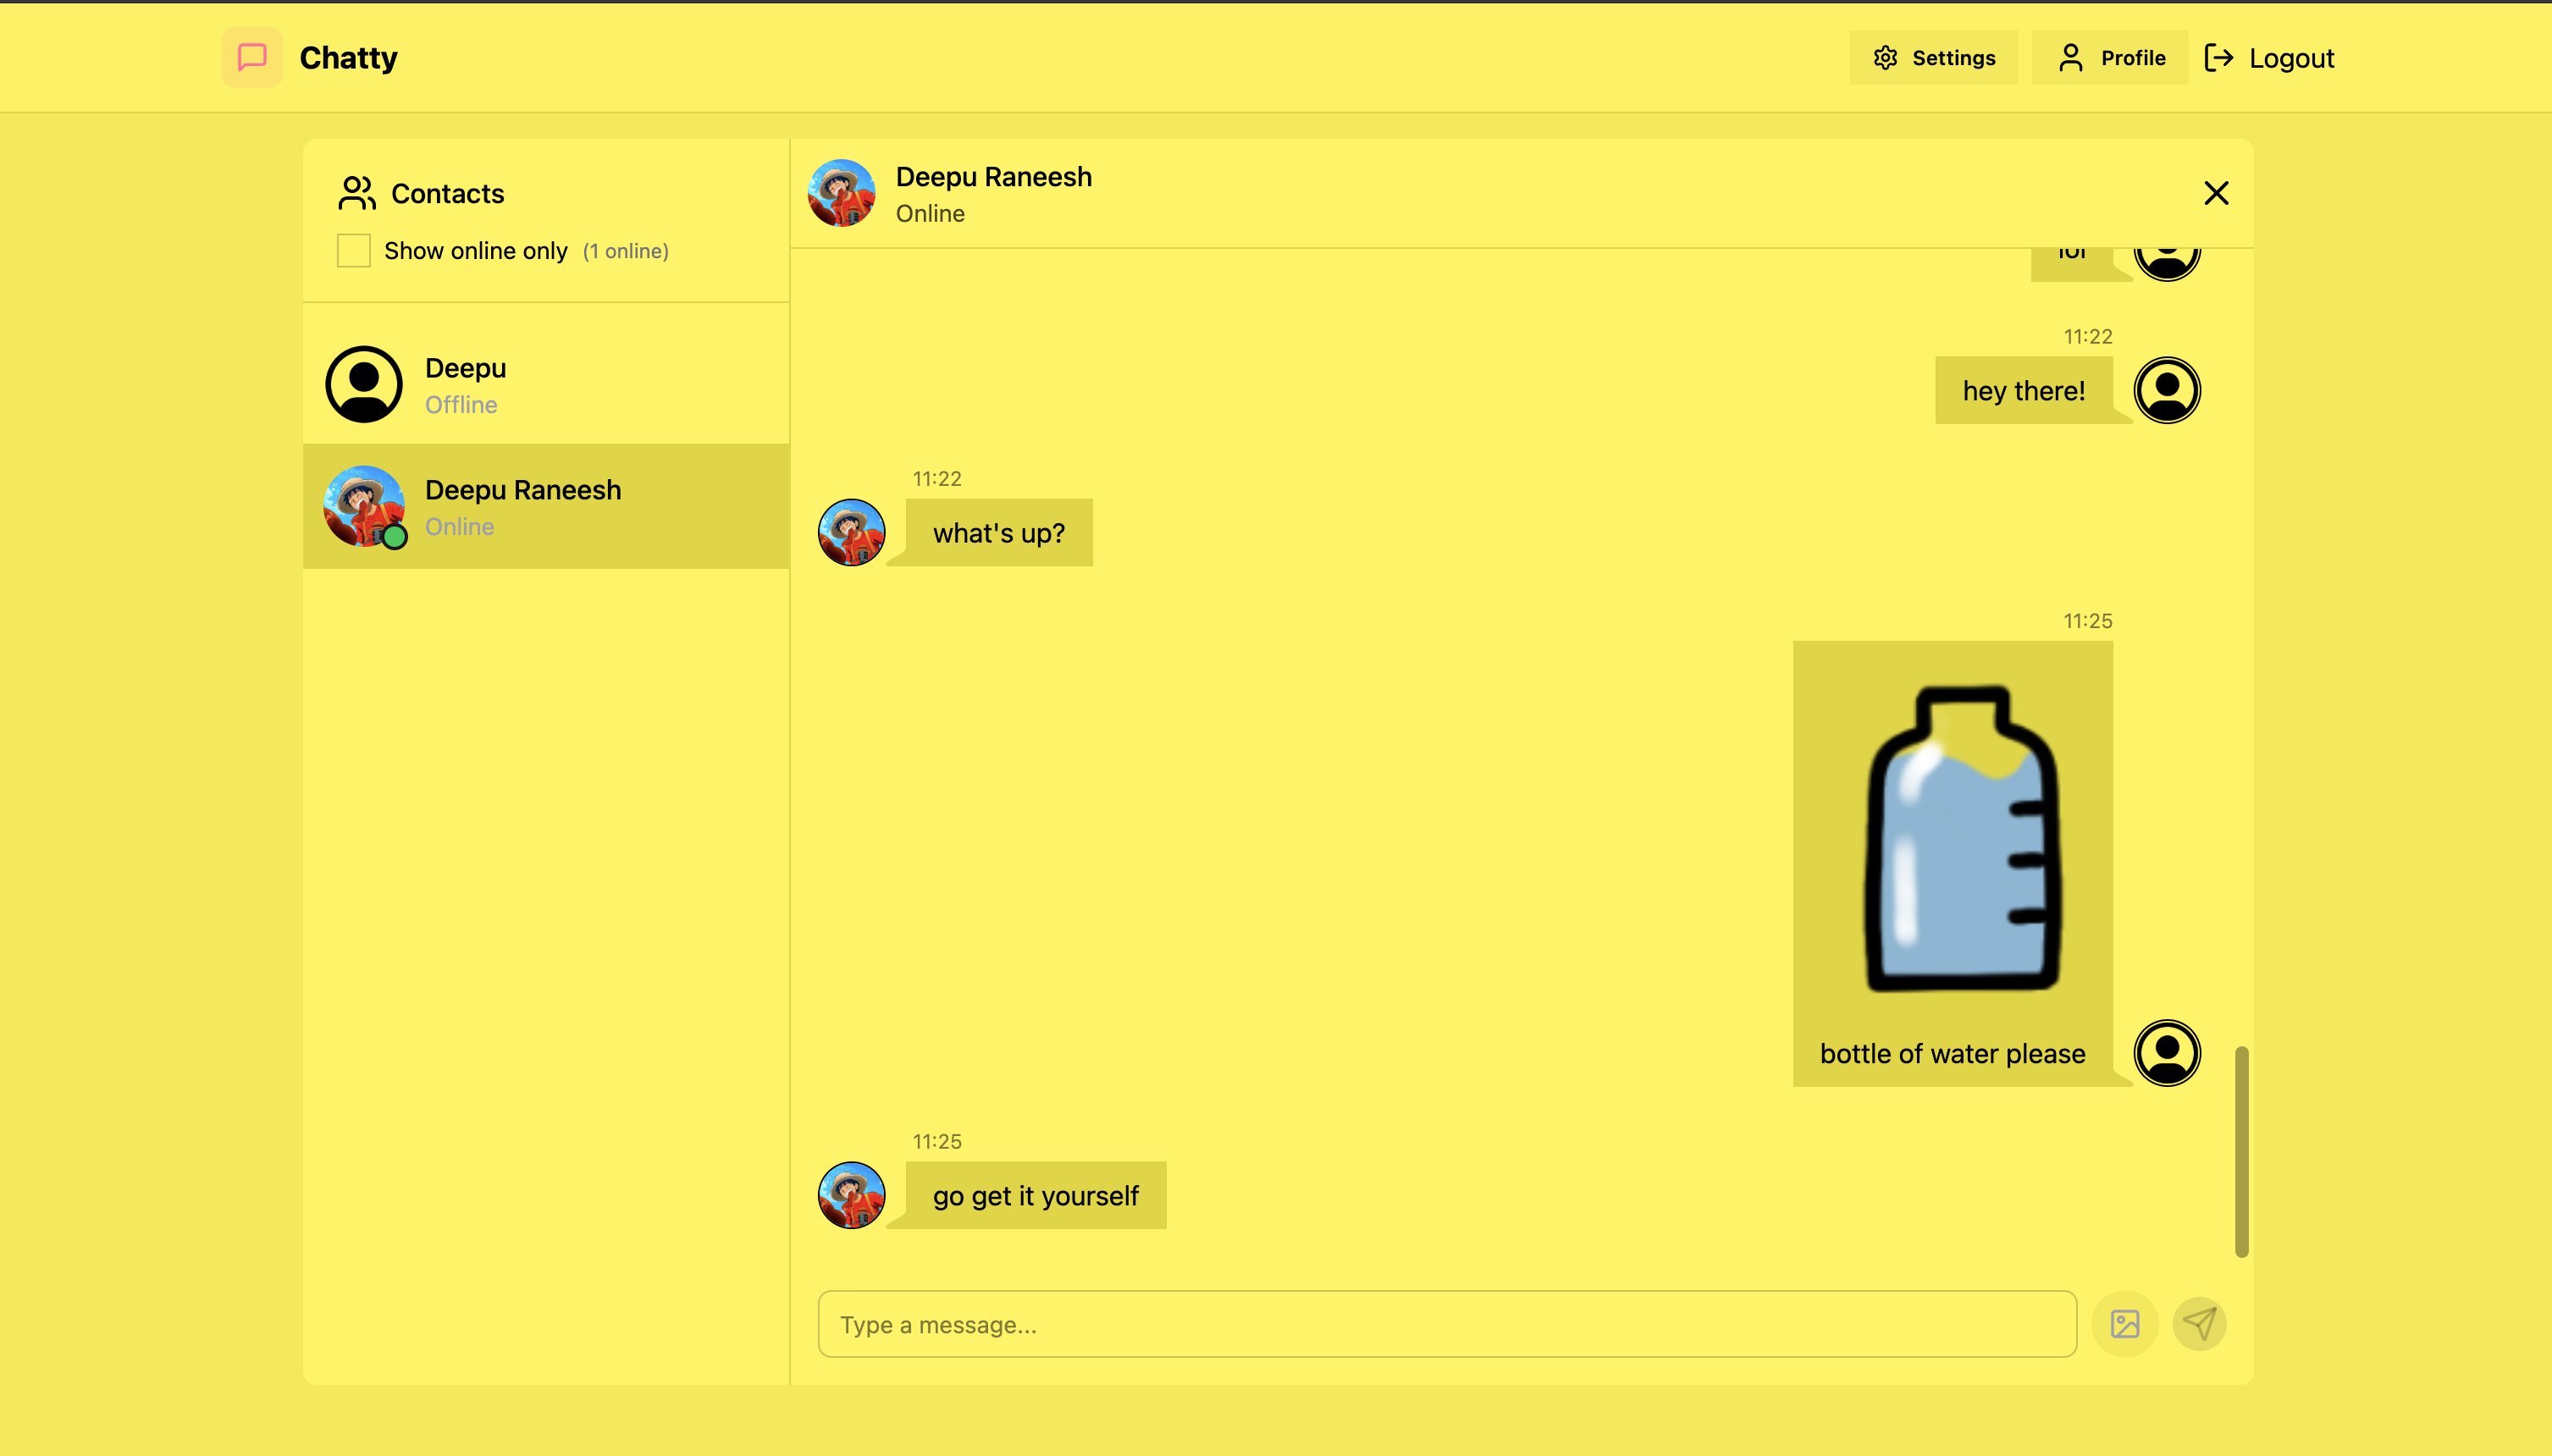 Chatty
Settings
Profile
Logout
Contacts
Show online only (1 online)
Deepu
Offline
Deepu Raneesh
Online
Deepu Raneesh
Online
11:22
hey there!
11:22
what's up?
11:25
bottle of water please
11:25
go get it yourself
Type a message...